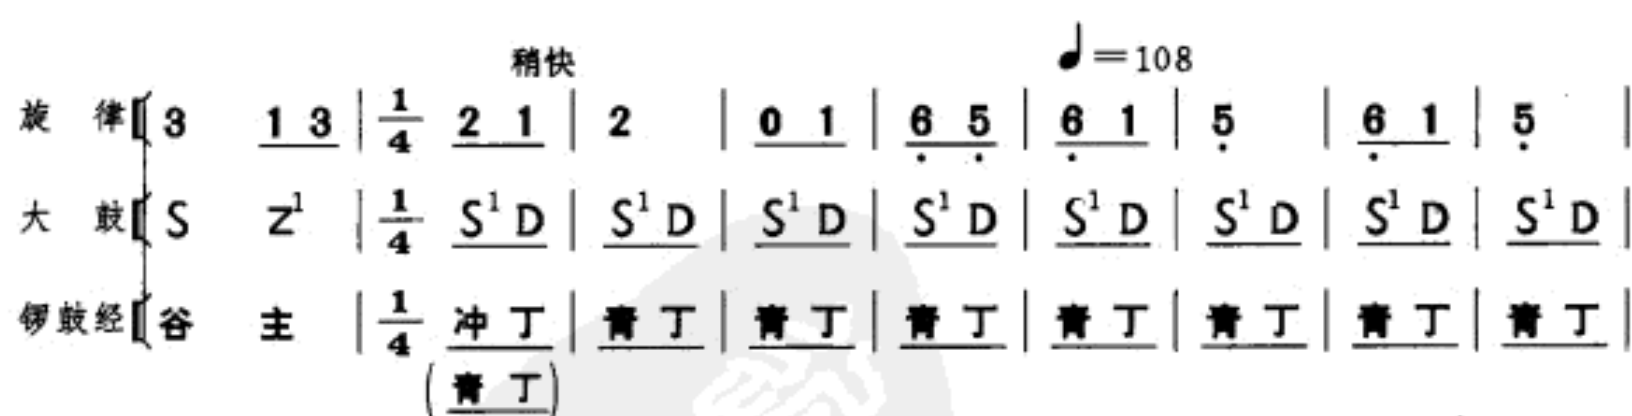 稍快 ♩=108
旋律 3 1 3 | 1/4 2 1 | 2 | 0 1 | 6̣ 5̣ | 6̣ 1 | 5̣ | 6̣ 1 | 5̣ |
大鼓 S Z¹ | 1/4 S¹ D | S¹ D | S¹ D | S¹ D | S¹ D | S¹ D | S¹ D | S¹ D |
锣鼓经 谷 主 | 1/4 冲 丁 | 青 丁 | 青 丁 | 青 丁 | 青 丁 | 青 丁 | 青 丁 | 青 丁 |
(青 丁)